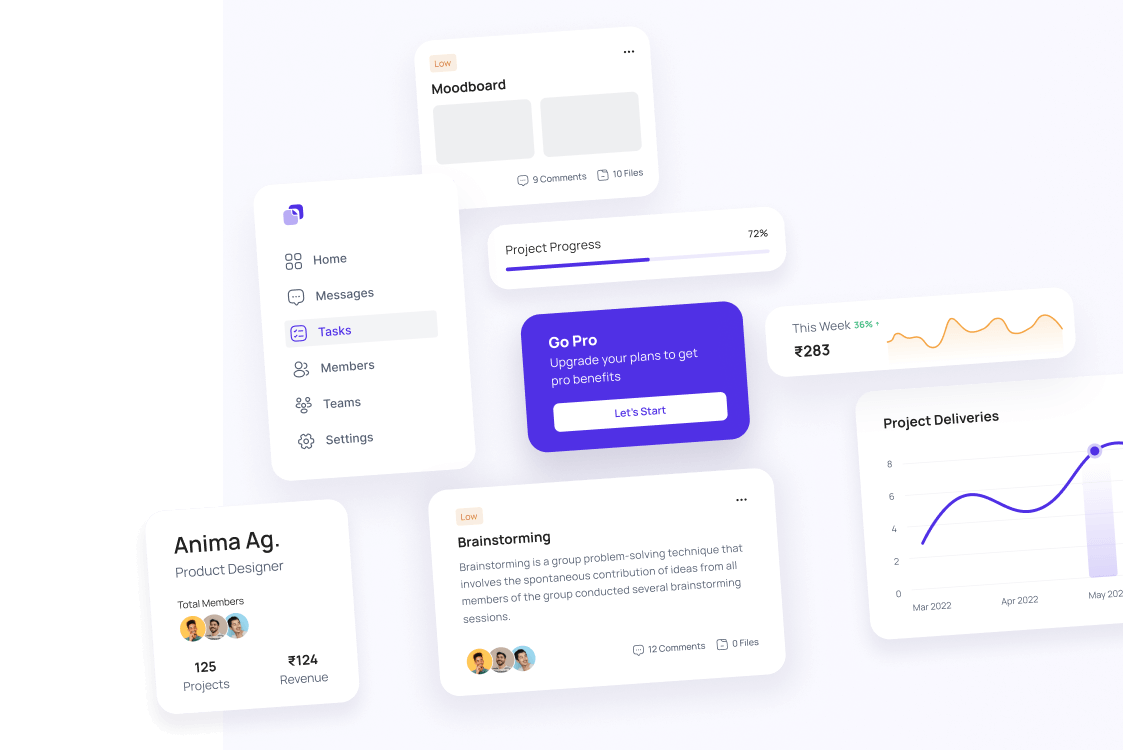 Low
Moodboard
9 Comments
10 Files
Home
Messages
Tasks
Members
Teams
Settings
Project Progress
72%
Go Pro
Upgrade your plans to get
pro benefits
Let's Start
This Week 36%
₹283
Project Deliveries
8
6
4
2
0
Mar 2022
Apr 2022
May
Anima Ag.
Product Designer
Total Members
125
Projects
₹124
Revenue
Low
Brainstorming
Brainstorming is a group problem-solving technique that
involves the spontaneous contribution of ideas from all
members of the group conducted several brainstorming
sessions.
12 Comments
0 Files